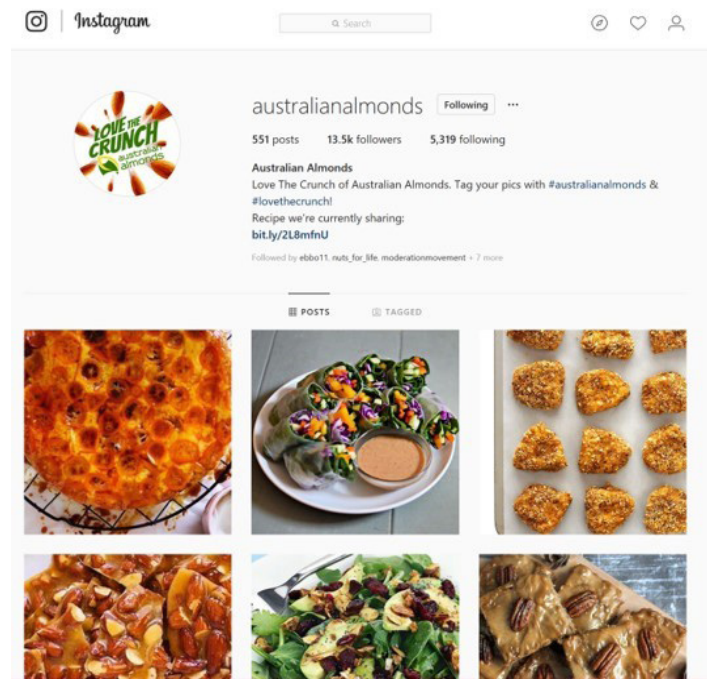 Instagram
Search
australianalmonds Following ...
551 posts 13.5k followers 5,319 following
Australian Almonds
Love The Crunch of Australian Almonds. Tag your pics with #australianalmonds &
#lovethecrunch!
Recipe we're currently sharing:
bit.ly/2L8mfnU
Followed by ebbo11, nuts_for_life, moderationmovement + 7 more
LOVE THE
CRUNCH
australian
almonds
POSTS TAGGED